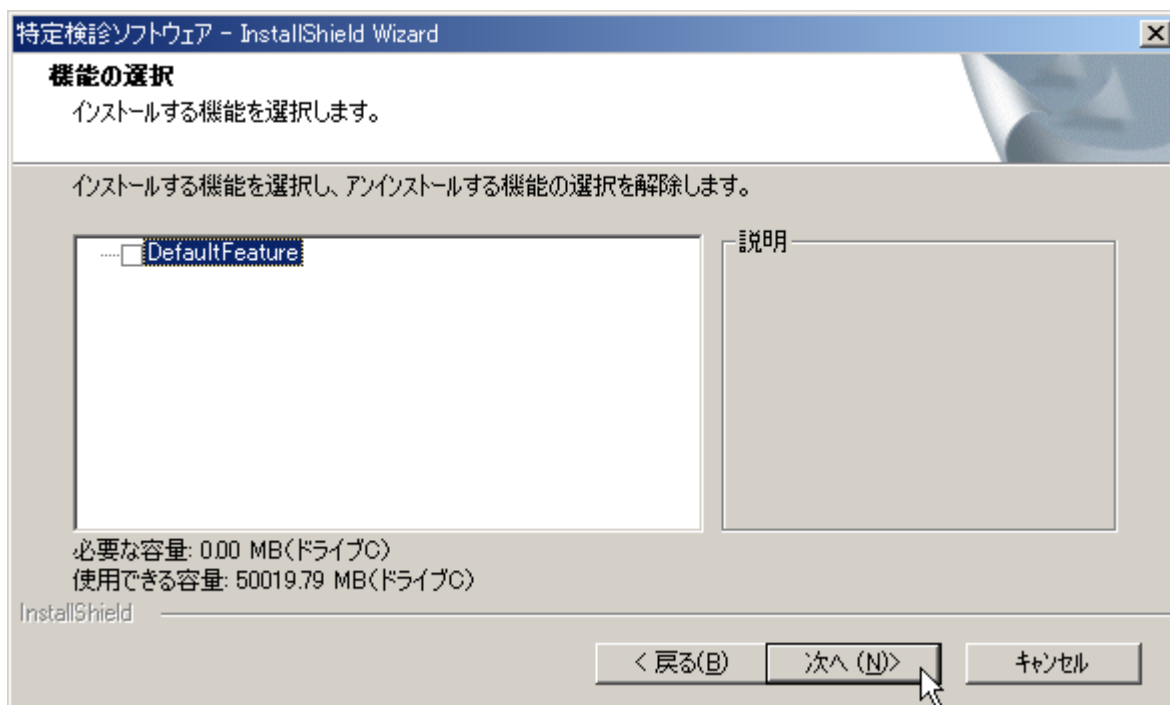 特定検診ソフトウェア - InstallShield Wizard
機能の選択
インストールする機能を選択します。
インストールする機能を選択し、アンインストールする機能の選択を解除します。
DefaultFeature
説明
必要な容量: 0.00 MB(ドライブC)
使用できる容量: 50019.79 MB(ドライブC)
InstallShield
< 戻る(B)
次へ (N)>
キャンセル